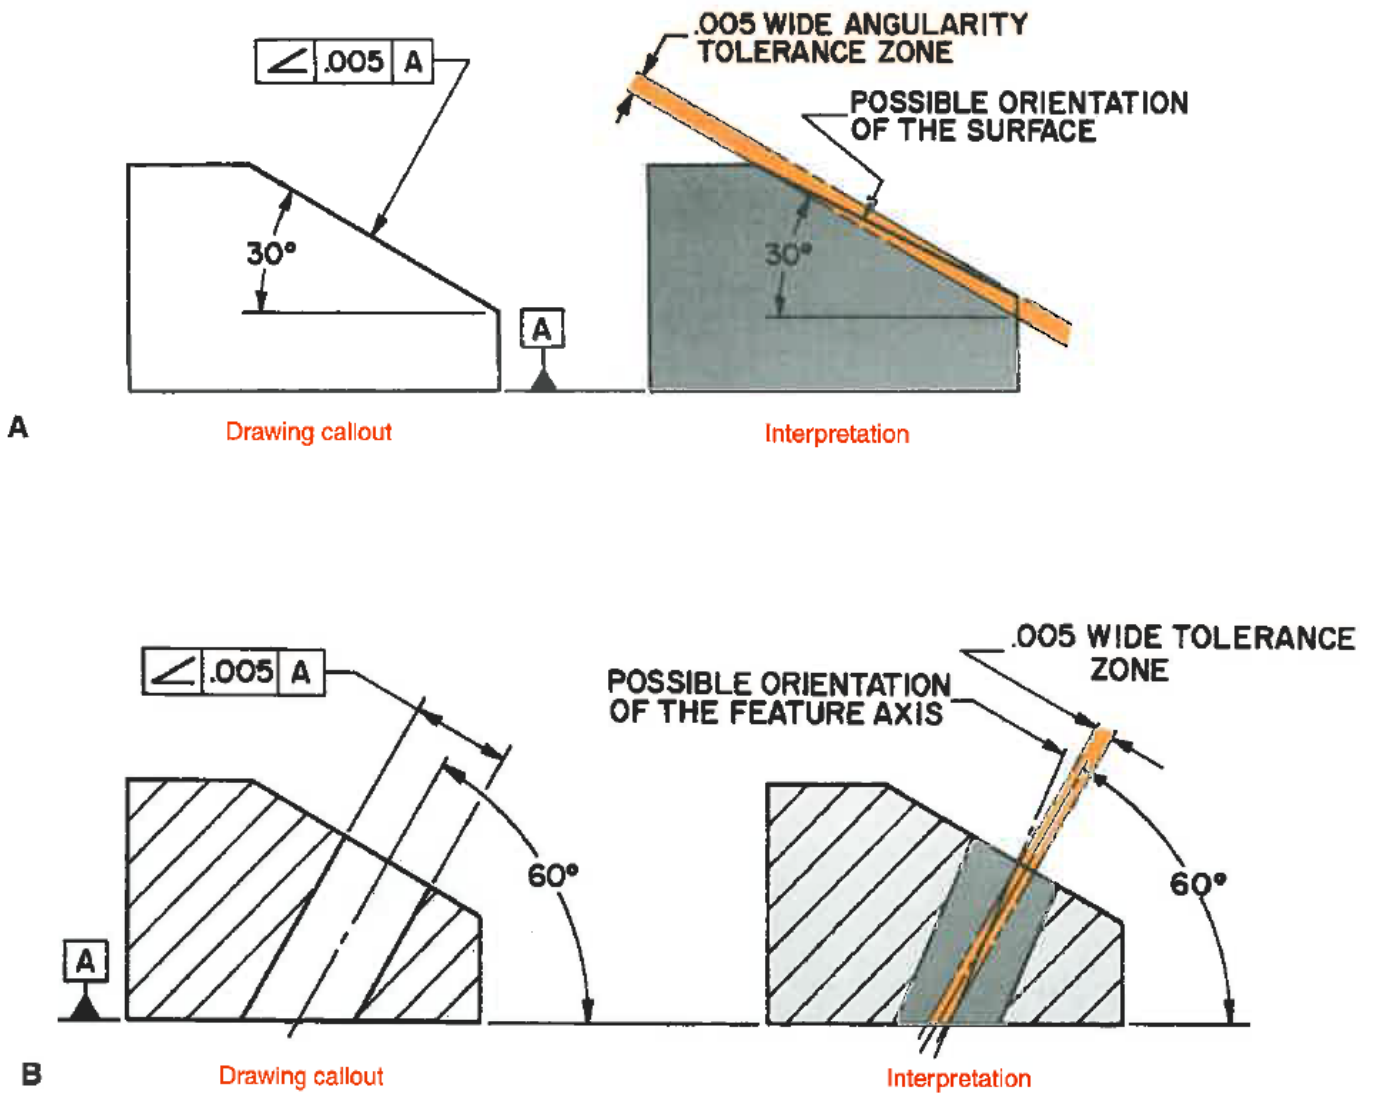 ∠ .005 A
.005 WIDE ANGULARITY
TOLERANCE ZONE
POSSIBLE ORIENTATION
OF THE SURFACE
30°
30°
A
A
Drawing callout
Interpretation
∠ .005 A
.005 WIDE TOLERANCE
ZONE
POSSIBLE ORIENTATION
OF THE FEATURE AXIS
60°
60°
A
B
Drawing callout
Interpretation